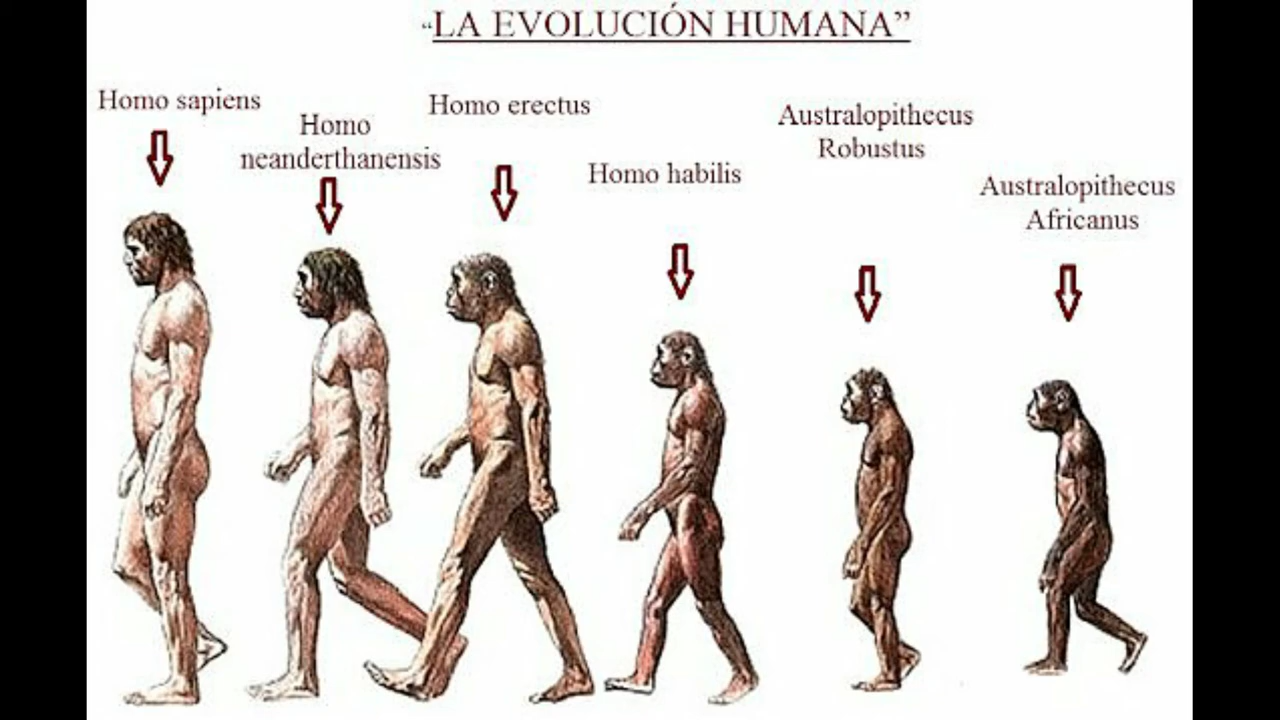 “LA EVOLUCIÓN HUMANA”
Homo sapiens
Homo
neanderthanensis
Homo erectus
Homo habilis
Australopithecus
Robustus
Australopithecus
Africanus